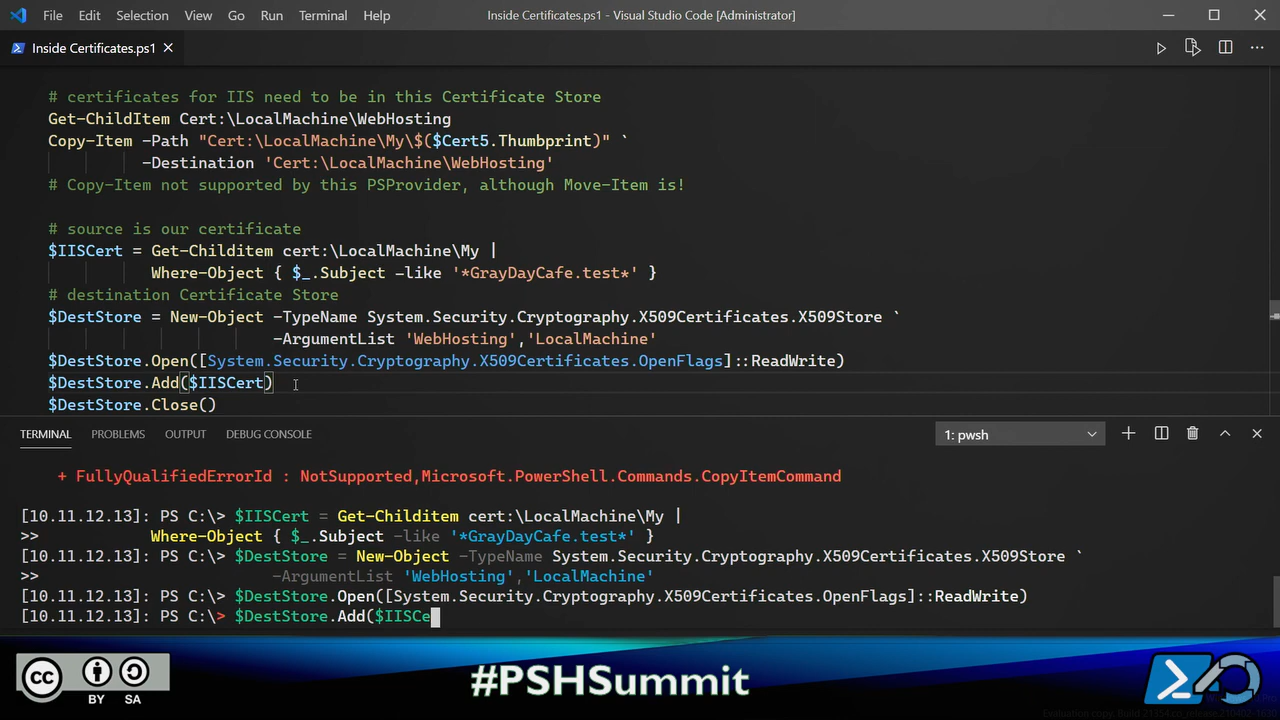 File Edit Selection View Go Run Terminal Help Inside Certificates.ps1 - Visual Studio Code [Administrator]
Inside Certificates.ps1
# certificates for IIS need to be in this Certificate Store
Get-ChildItem Cert:\LocalMachine\WebHosting
Copy-Item -Path "Cert:\LocalMachine\My\$($Cert5.Thumbprint)" `
-Destination 'Cert:\LocalMachine\WebHosting'
# Copy-Item not supported by this PSProvider, although Move-Item is!
# source is our certificate
$IISCert = Get-Childitem cert:\LocalMachine\My |
Where-Object { $_.Subject -like '*GrayDayCafe.test*' }
# destination Certificate Store
$DestStore = New-Object -TypeName System.Security.Cryptography.X509Certificates.X509Store `
-ArgumentList 'WebHosting','LocalMachine'
$DestStore.Open([System.Security.Cryptography.X509Certificates.OpenFlags]::ReadWrite)
$DestStore.Add($IISCert)
$DestStore.Close()
TERMINAL PROBLEMS OUTPUT DEBUG CONSOLE 1: pwsh
+ FullyQualifiedErrorId : NotSupported,Microsoft.PowerShell.Commands.CopyItemCommand
[10.11.12.13]: PS C:\> $IISCert = Get-Childitem cert:\LocalMachine\My |
>> Where-Object { $_.Subject -like '*GrayDayCafe.test*' }
[10.11.12.13]: PS C:\> $DestStore = New-Object -TypeName System.Security.Cryptography.X509Certificates.X509Store `
>> -ArgumentList 'WebHosting','LocalMachine'
[10.11.12.13]: PS C:\> $DestStore.Open([System.Security.Cryptography.X509Certificates.OpenFlags]::ReadWrite)
[10.11.12.13]: PS C:\> $DestStore.Add($IISCe
cc
BY SA
#PSHSummit